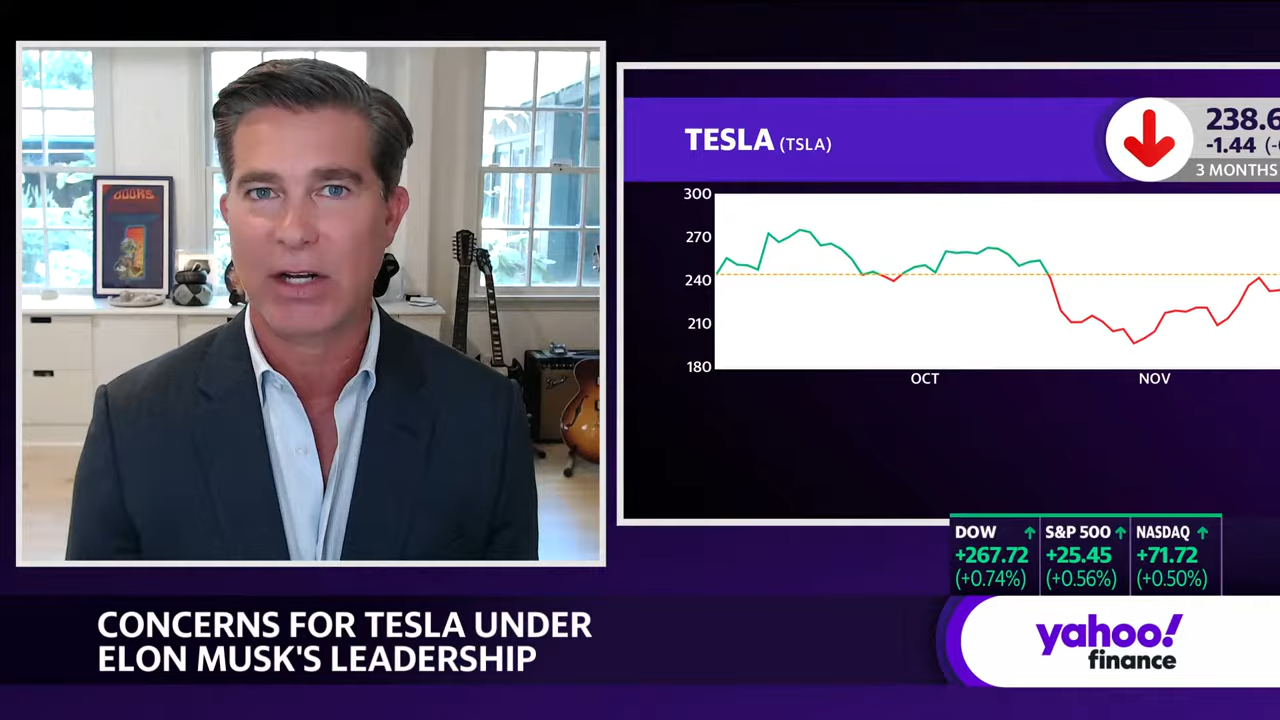 DOORS
TESLA (TSLA)
238.6
-1.44 (-
3 MONTHS
300
270
240
210
180
OCT
NOV
DOW
+267.72
(+0.74%)
S&P 500
+25.45
(+0.56%)
NASDAQ
+71.72
(+0.50%)
CONCERNS FOR TESLA UNDER
ELON MUSK'S LEADERSHIP
yahoo!
finance